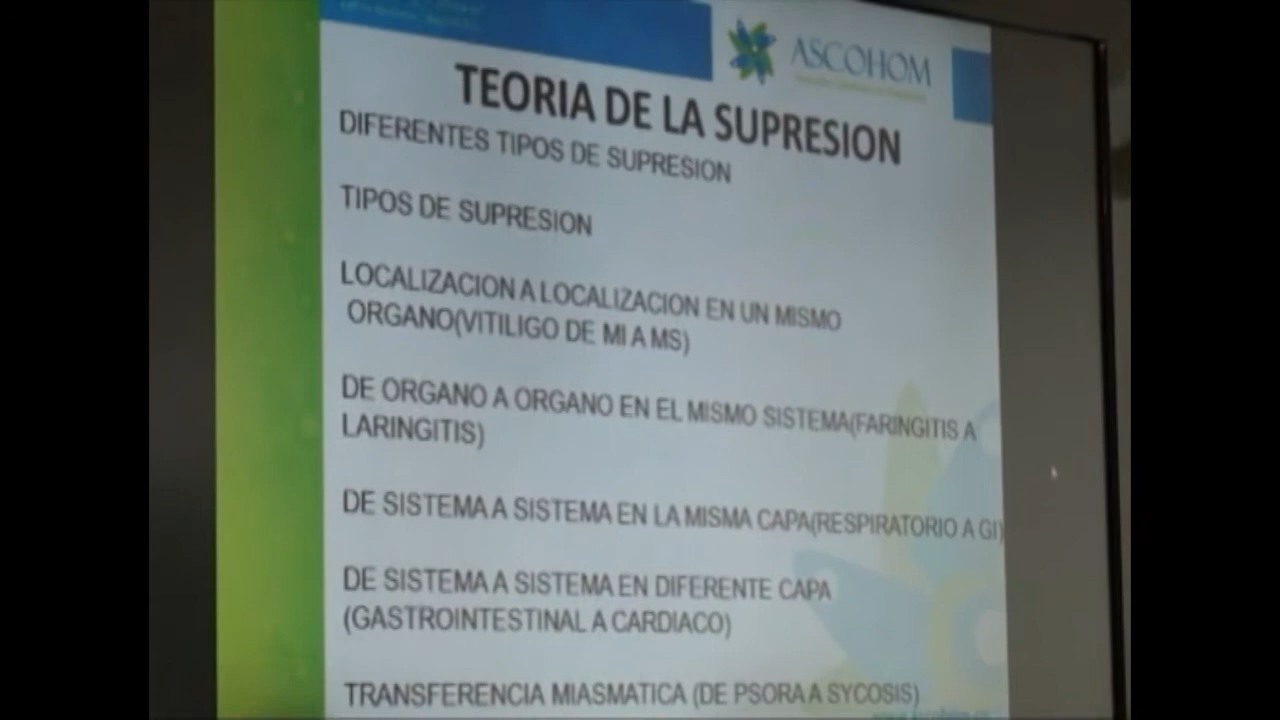 ASCOHOM
TEORIA DE LA SUPRESION
DIFERENTES TIPOS DE SUPRESION
TIPOS DE SUPRESION
LOCALIZACION A LOCALIZACION EN UN MISMO
ORGANO(VITILIGO DE MI A MS)
DE ORGANO A ORGANO EN EL MISMO SISTEMA(FARINGITIS A
LARINGITIS)
DE SISTEMA A SISTEMA EN LA MISMA CAPA(RESPIRATORIO A GI)
DE SISTEMA A SISTEMA EN DIFERENTE CAPA
(GASTROINTESTINAL A CARDIACO)
TRANSFERENCIA MIASMATICA (DE PSORA A SYCOSIS)